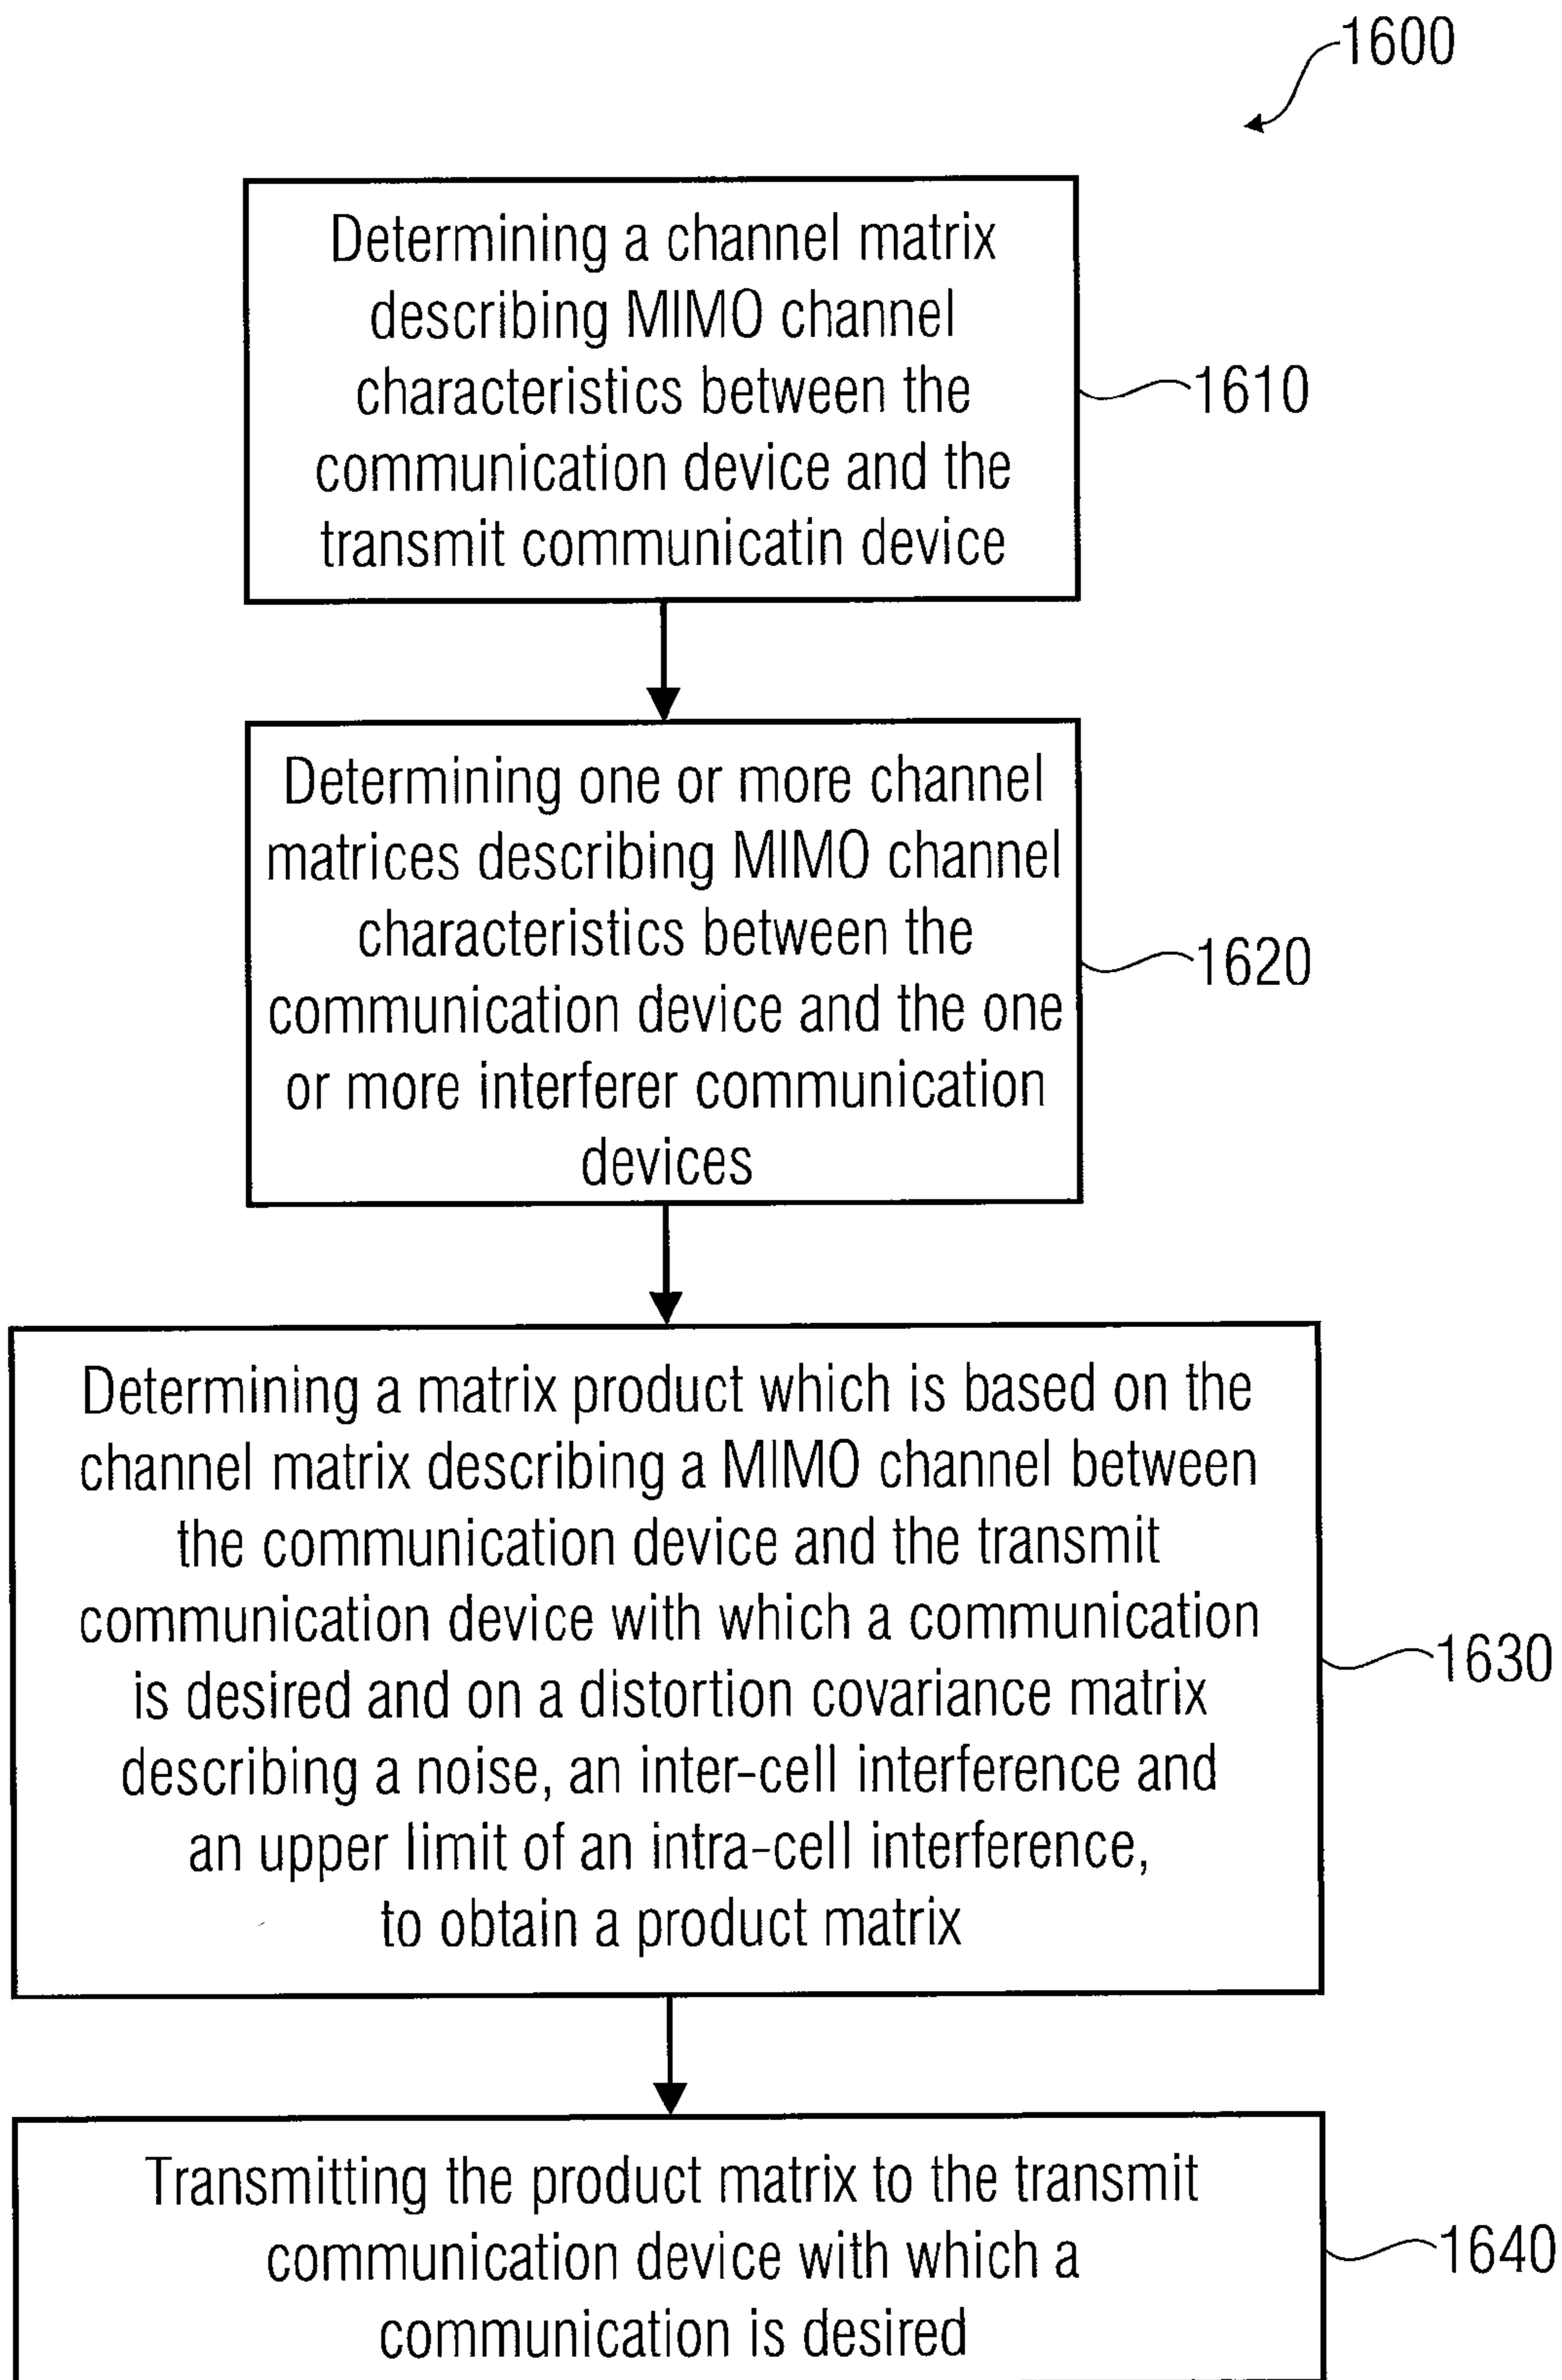 1600
Determining a channel matrix
describing MIMO channel
characteristics between the
communication device and the
transmit communicatin device
1610
Determining one or more channel
matrices describing MIMO channel
characteristics between the
communication device and the one
or more interferer communication
devices
1620
Determining a matrix product which is based on the
channel matrix describing a MIMO channel between
the communication device and the transmit
communication device with which a communication
is desired and on a distortion covariance matrix
describing a noise, an inter-cell interference and
an upper limit of an intra-cell interference,
to obtain a product matrix
1630
Transmitting the product matrix to the transmit
communication device with which a
communication is desired
1640